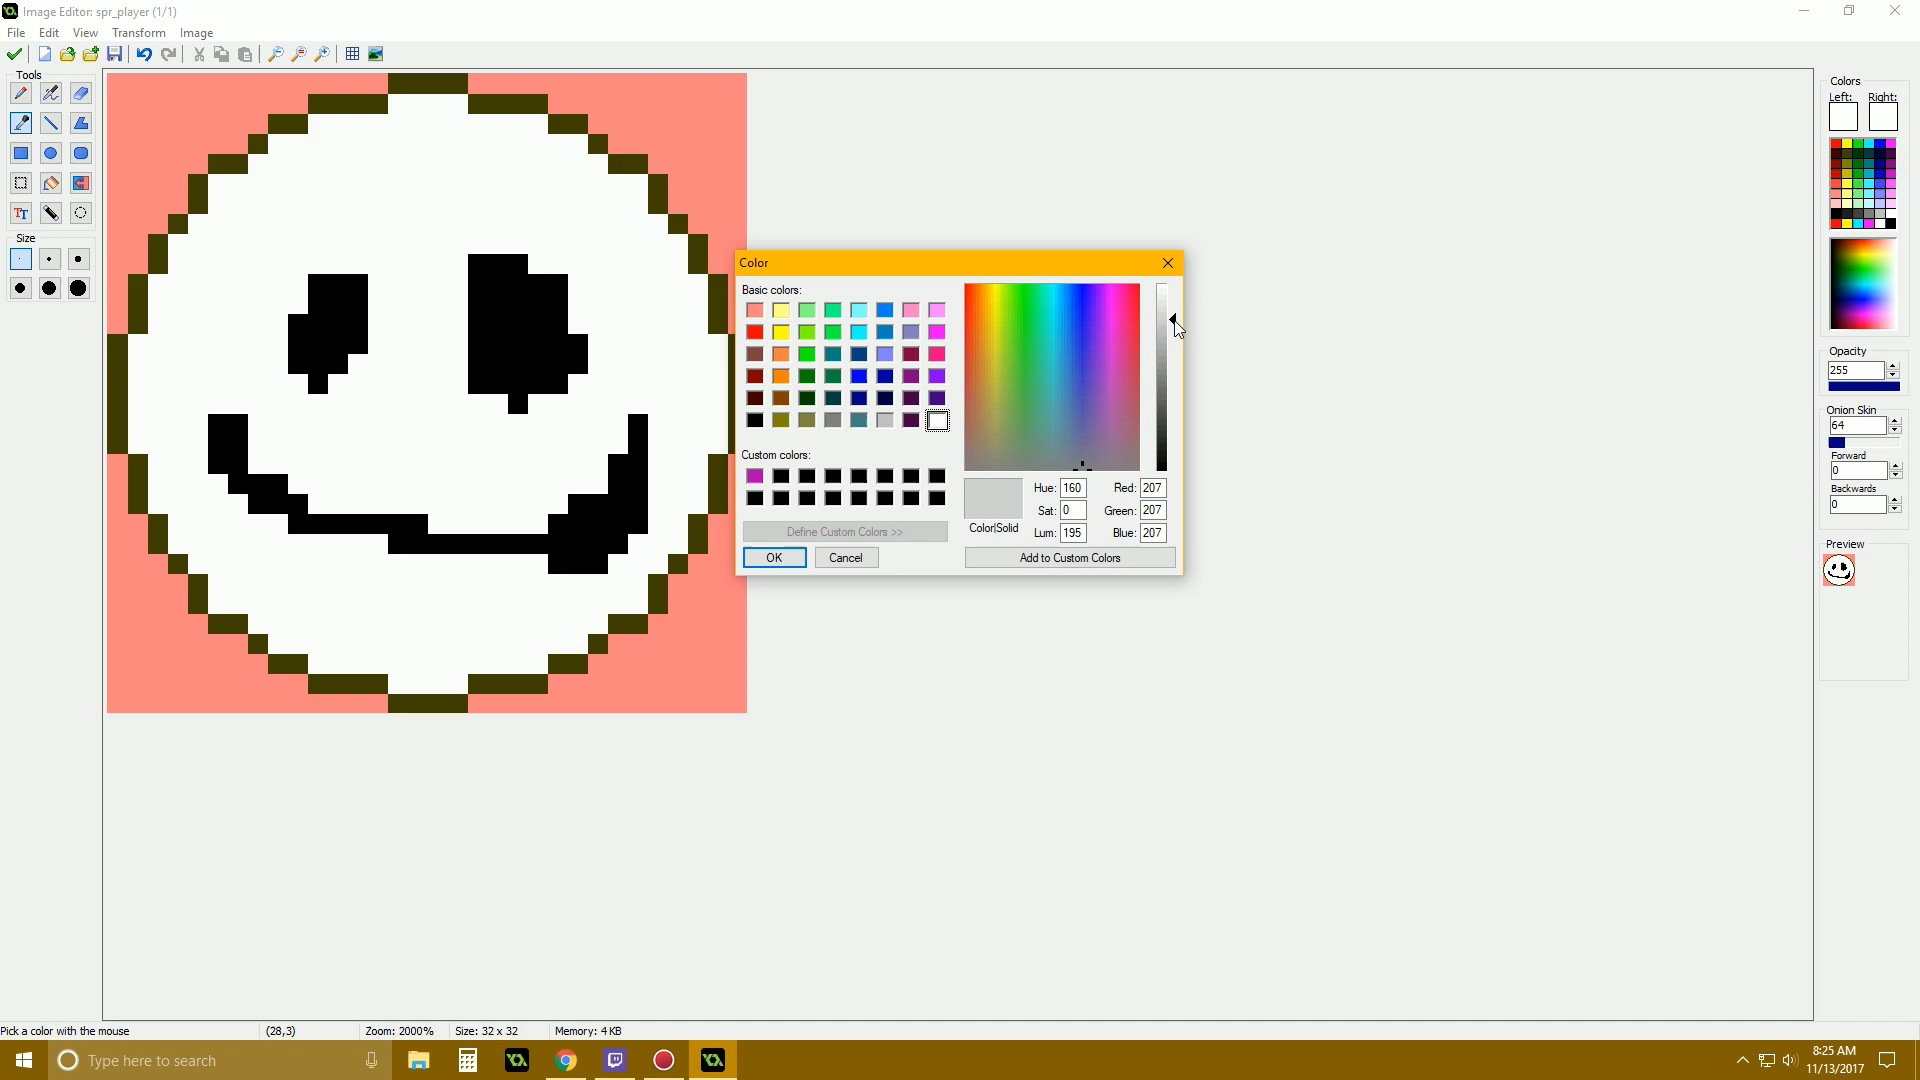 Image Editor: spr_player (1/1)
File Edit View Transform Image
Tools
TT
Size
Colors
Left: Right:
Opacity
255
Onion Skin
64
Forward
0
Backwards
0
Preview
Color
Basic colors:
Custom colors:
Define Custom Colors >>
OK Cancel
Color|Solid
Hue: 160 Red: 207
Sat: 0 Green: 207
Lum: 195 Blue: 207
Add to Custom Colors
Pick a color with the mouse (28,3) Zoom: 2000% Size: 32 x 32 Memory: 4 KB
Type here to search
8:25 AM
11/13/2017